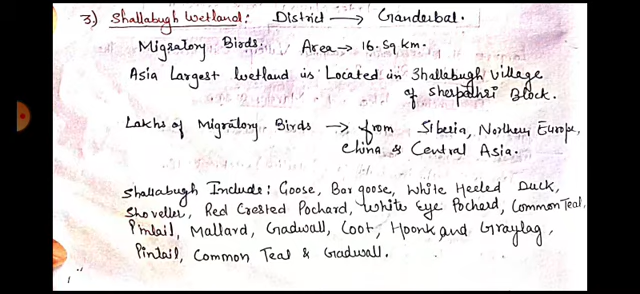 3.) Shallabugh Wetland: District → Ganderbal.
Migratory Birds. Area → 16. Sq km.
Asia Largest Wetland is Located in Shallabugh village
of Sherpathri Block.
Lakhs of Migratory Birds → from Siberia, Northern Europe,
China & Central Asia.
Shallabugh Include: Goose, Bar goose, White Heeled Duck,
Shoveller, Red Crested Pochard, White Eye Pochard, Common Teal,
Pintail, Mallard, Gadwall, Coot, Hoonk, and Graylag,
Pintail, Common Teal & Gadwall.